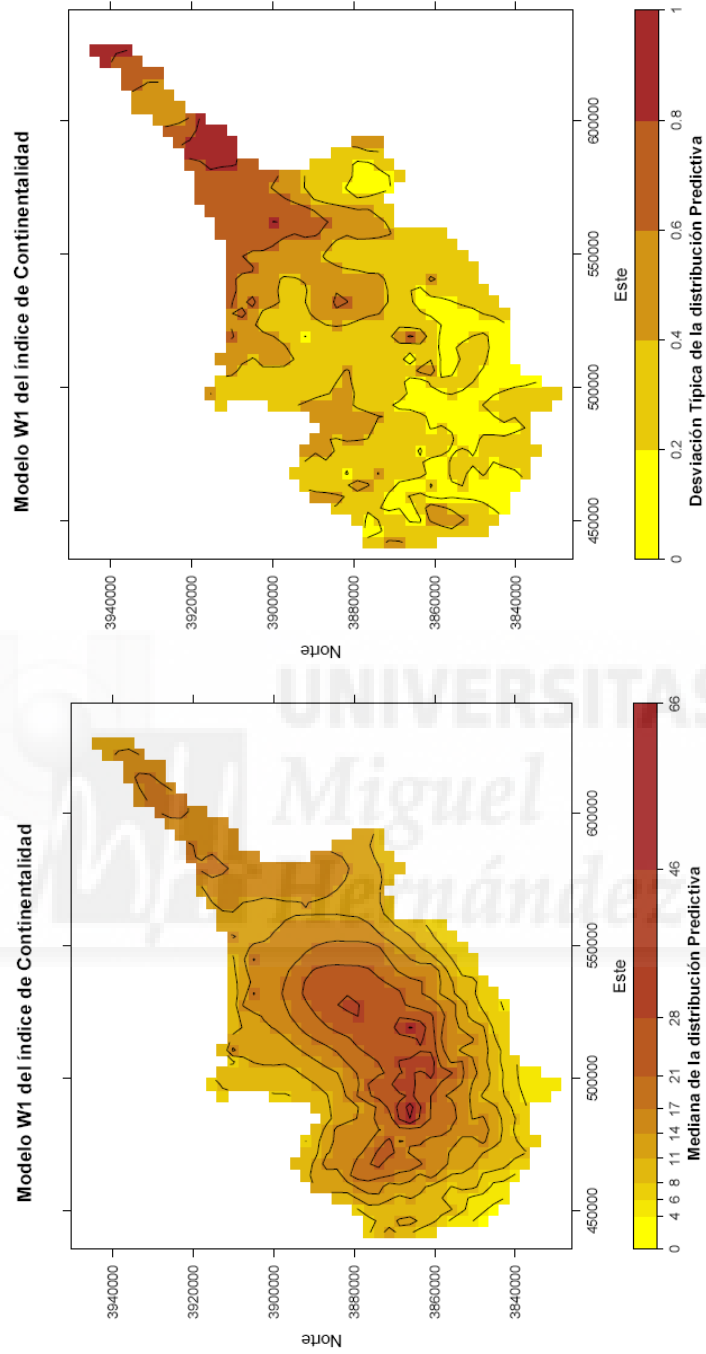 Modelo W1 del índice de Continentalidad
Norte
3940000
3920000
3900000
3880000
3860000
3840000
450000 500000 550000 600000
Este
0 4 6 8 11 14 17 21 28 46 66
Mediana de la distribución Predictiva
Modelo W1 del índice de Continentalidad
Norte
3940000
3920000
3900000
3880000
3860000
3840000
450000 500000 550000 600000
Este
0 0.2 0.4 0.6 0.8 1
Desviación Típica de la distribución Predictiva
UNIVERSITAS
Miguel
Hernández